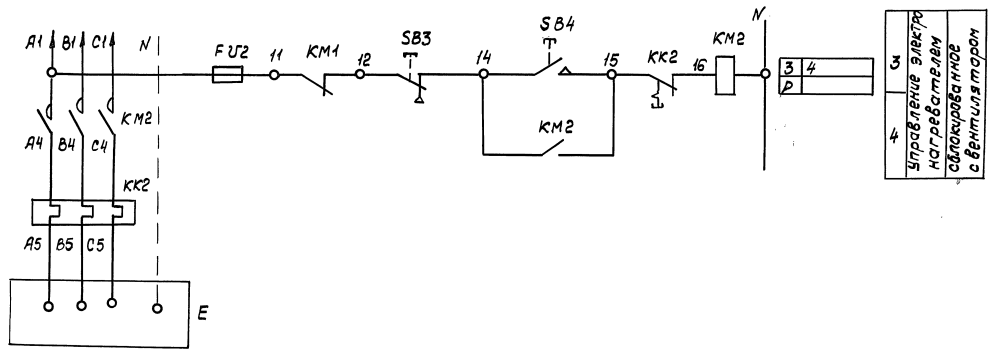 A1 B1 C1 N
FU2 11 KM1 12 SB3 14 SB4 15 KK2 16 KM2 N
3 4
P
KM2
A4 B4 C4
KM2
KK2
A5 B5 C5
E
3
4
Управление электро
нагревателем
сблокированное
с вентилятором